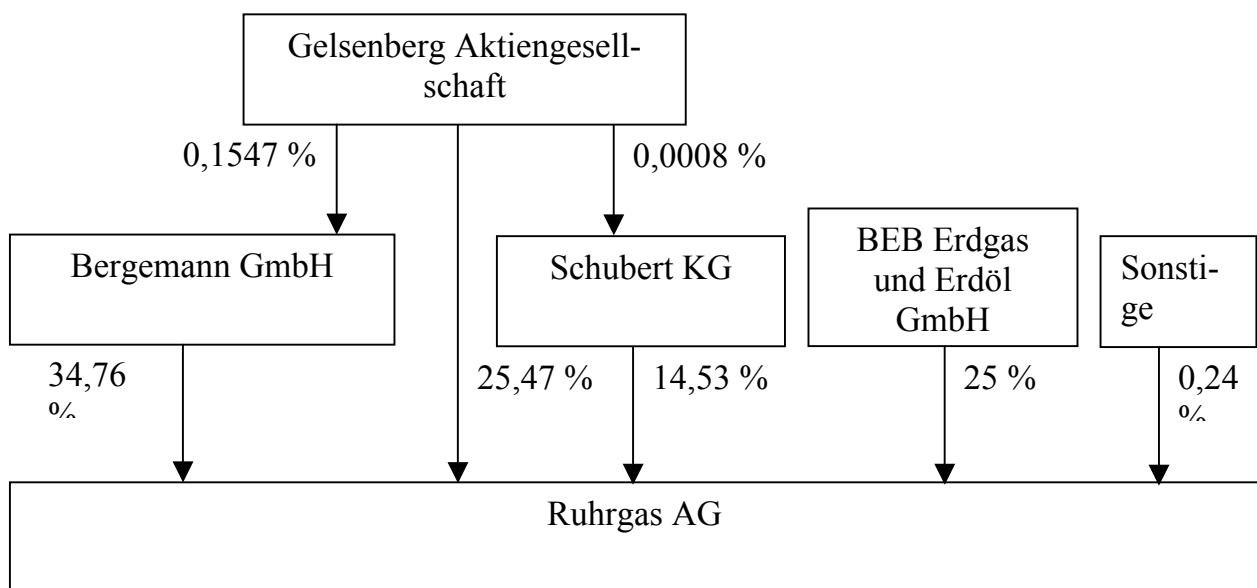 Gelsenberg Aktiengesell-
schaft
0,1547 %
0,0008 %
Bergemann GmbH
Schubert KG
BEB Erdgas
und Erdöl
GmbH
Sonsti-
ge
34,76
%
25,47 %
14,53 %
25 %
0,24
%
Ruhrgas AG